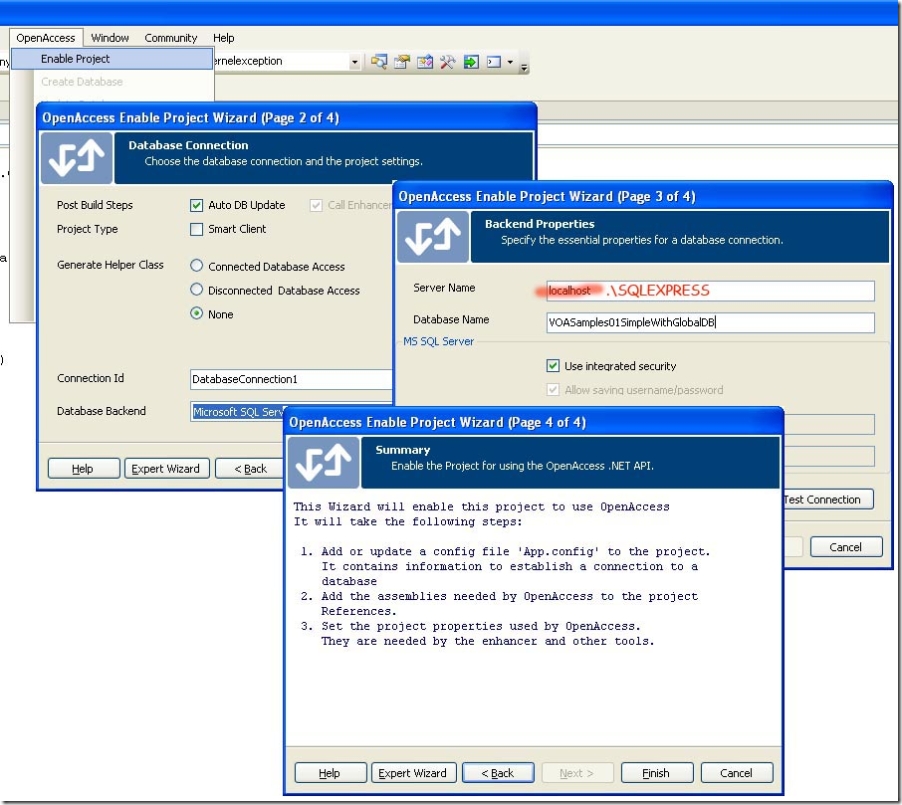 OpenAccess Window Community Help
Enable Project
ernelexception
Create Database
OpenAccess Enable Project Wizard (Page 2 of 4)
Database Connection
Choose the database connection and the project settings.
Post Build Steps
Auto DB Update
Call Enhancer
Project Type
Smart Client
Generate Helper Class
Connected Database Access
Disconnected Database Access
None
Connection Id
DatabaseConnection1
Database Backend
Microsoft SQL Serv
Help
Expert Wizard
< Back
OpenAccess Enable Project Wizard (Page 3 of 4)
Backend Properties
Specify the essential properties for a database connection.
Server Name
localhost .\SQLEXPRESS
Database Name
VOASamples01SimpleWithGlobalDB
MS SQL Server
Use integrated security
Allow saving username/password
Test Connection
Cancel
OpenAccess Enable Project Wizard (Page 4 of 4)
Summary
Enable the Project for using the OpenAccess .NET API.
This Wizard will enable this project to use OpenAccess
It will take the following steps:
1. Add or update a config file 'App.config' to the project.
It contains information to establish a connection to a
database
2. Add the assemblies needed by OpenAccess to the project
References.
3. Set the project properties used by OpenAccess.
They are needed by the enhancer and other tools.
Help
Expert Wizard
< Back
Next >
Finish
Cancel